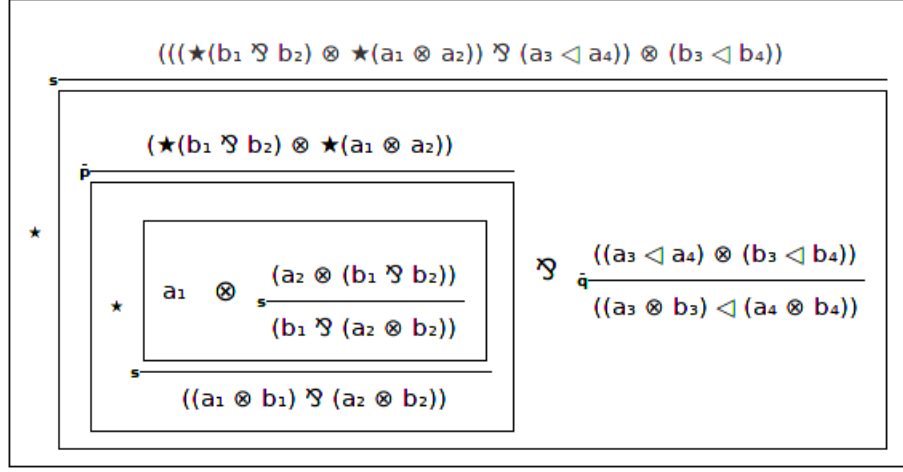 (((★(b₁ ⅋ b₂) ⊗ ★(a₁ ⊗ a₂)) ⅋ (a₃ ◁ a₄)) ⊗ (b₃ ◁ b₄))
s
(★(b₁ ⅋ b₂) ⊗ ★(a₁ ⊗ a₂))
p̄
★
((a₃ ◁ a₄) ⊗ (b₃ ◁ b₄))
⅋
q̄
(a₂ ⊗ (b₁ ⅋ b₂))
a₁ ⊗
s
★
((a₃ ⊗ b₃) ◁ (a₄ ⊗ b₄))
(b₁ ⅋ (a₂ ⊗ b₂))
s
((a₁ ⊗ b₁) ⅋ (a₂ ⊗ b₂))